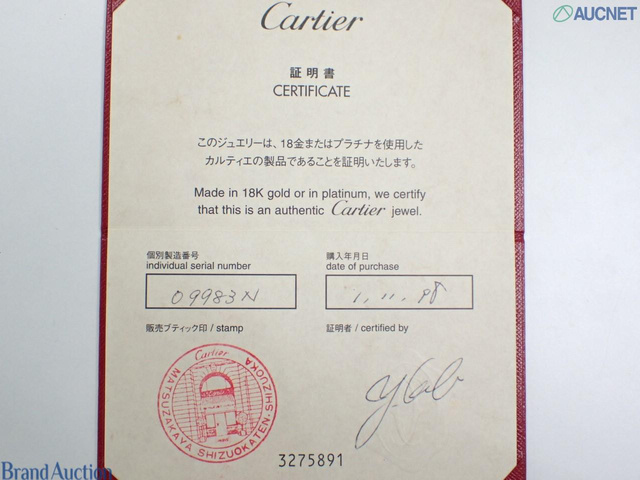 AUCNET
Cartier
証明書
CERTIFICATE
このジュエリーは、18金またはプラチナを使用した
カルティエの製品であることを証明いたします。
Made in 18K gold or in platinum, we certify
that this is an authentic Cartier jewel.
個別製造番号
individual serial number
09983N
購入年月日
date of purchase
1. 11. 98
販売ブティック印 / stamp
証明者 / certified by
Cartier
MATSUZAKAYA SHIZUOKATEN. SHIZUOKA
3275891
Brand Auction